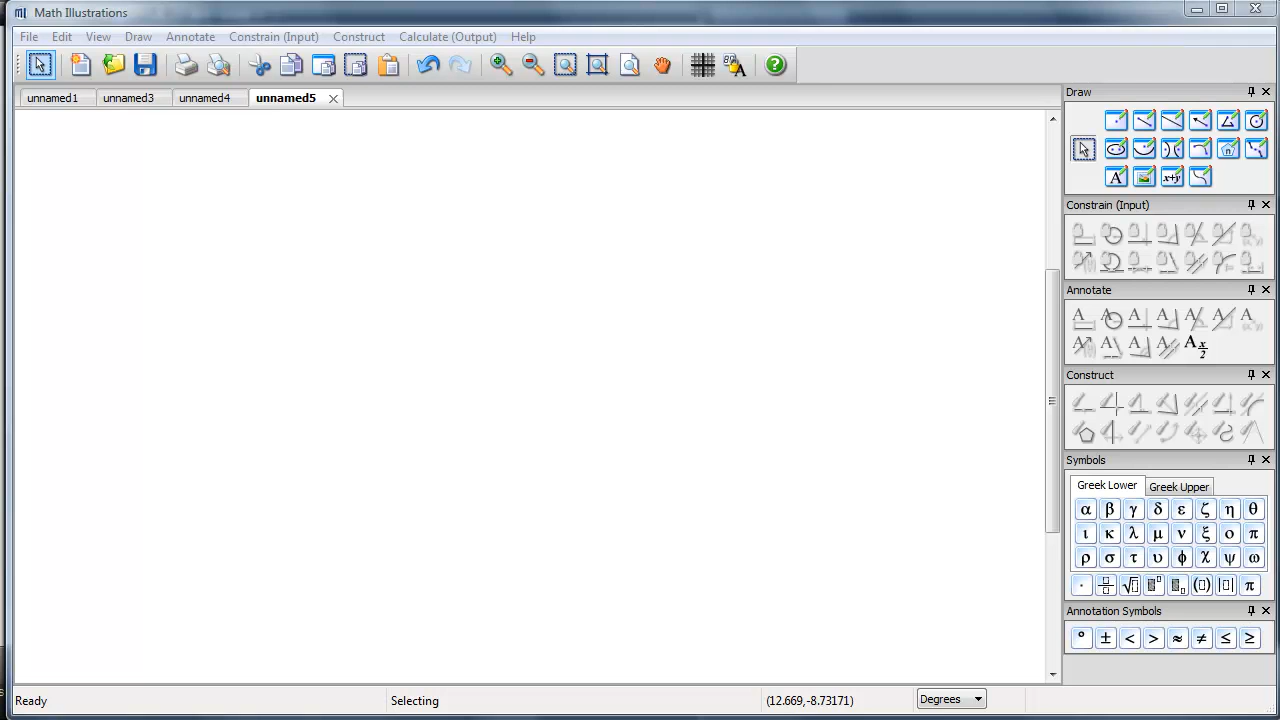 Math Illustrations
File Edit View Draw Annotate Constrain (Input) Construct Calculate (Output) Help
unnamed1 unnamed3 unnamed4 unnamed5
Draw
A x+y
Constrain (Input)
Annotate
Construct
Symbols
Greek Lower Greek Upper
α β γ δ ε ζ η θ
ι κ λ μ ν ξ ο π
ρ σ τ υ ϕ χ ψ ω
π
Annotation Symbols
° ± < > ≈ ≠ ≤ ≥
Ready Selecting (12.669,-8.73171) Degrees